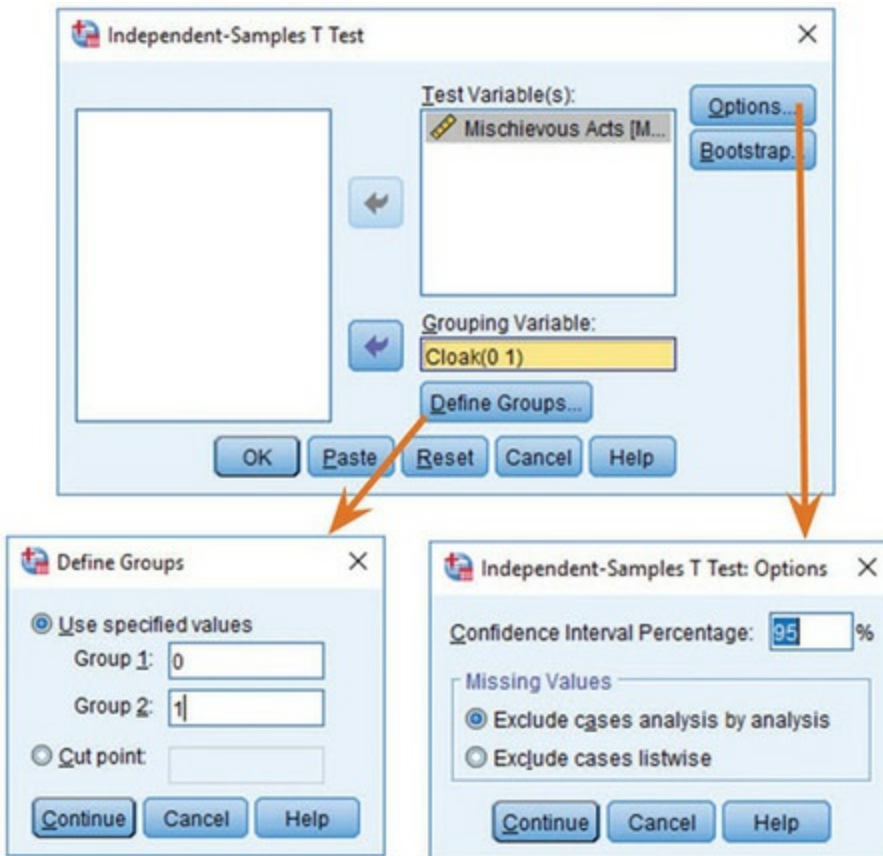 Independent-Samples T Test
Test Variable(s):
Mischievous Acts [M...
Options...
Bootstrap...
Grouping Variable:
Cloak(0 1)
Define Groups...
OK Paste Reset Cancel Help
Define Groups
Use specified values
Group 1: 0
Group 2: 1
Cut point:
Continue Cancel Help
Independent-Samples T Test: Options
Confidence Interval Percentage: 95 %
Missing Values
Exclude cases analysis by analysis
Exclude cases listwise
Continue Cancel Help